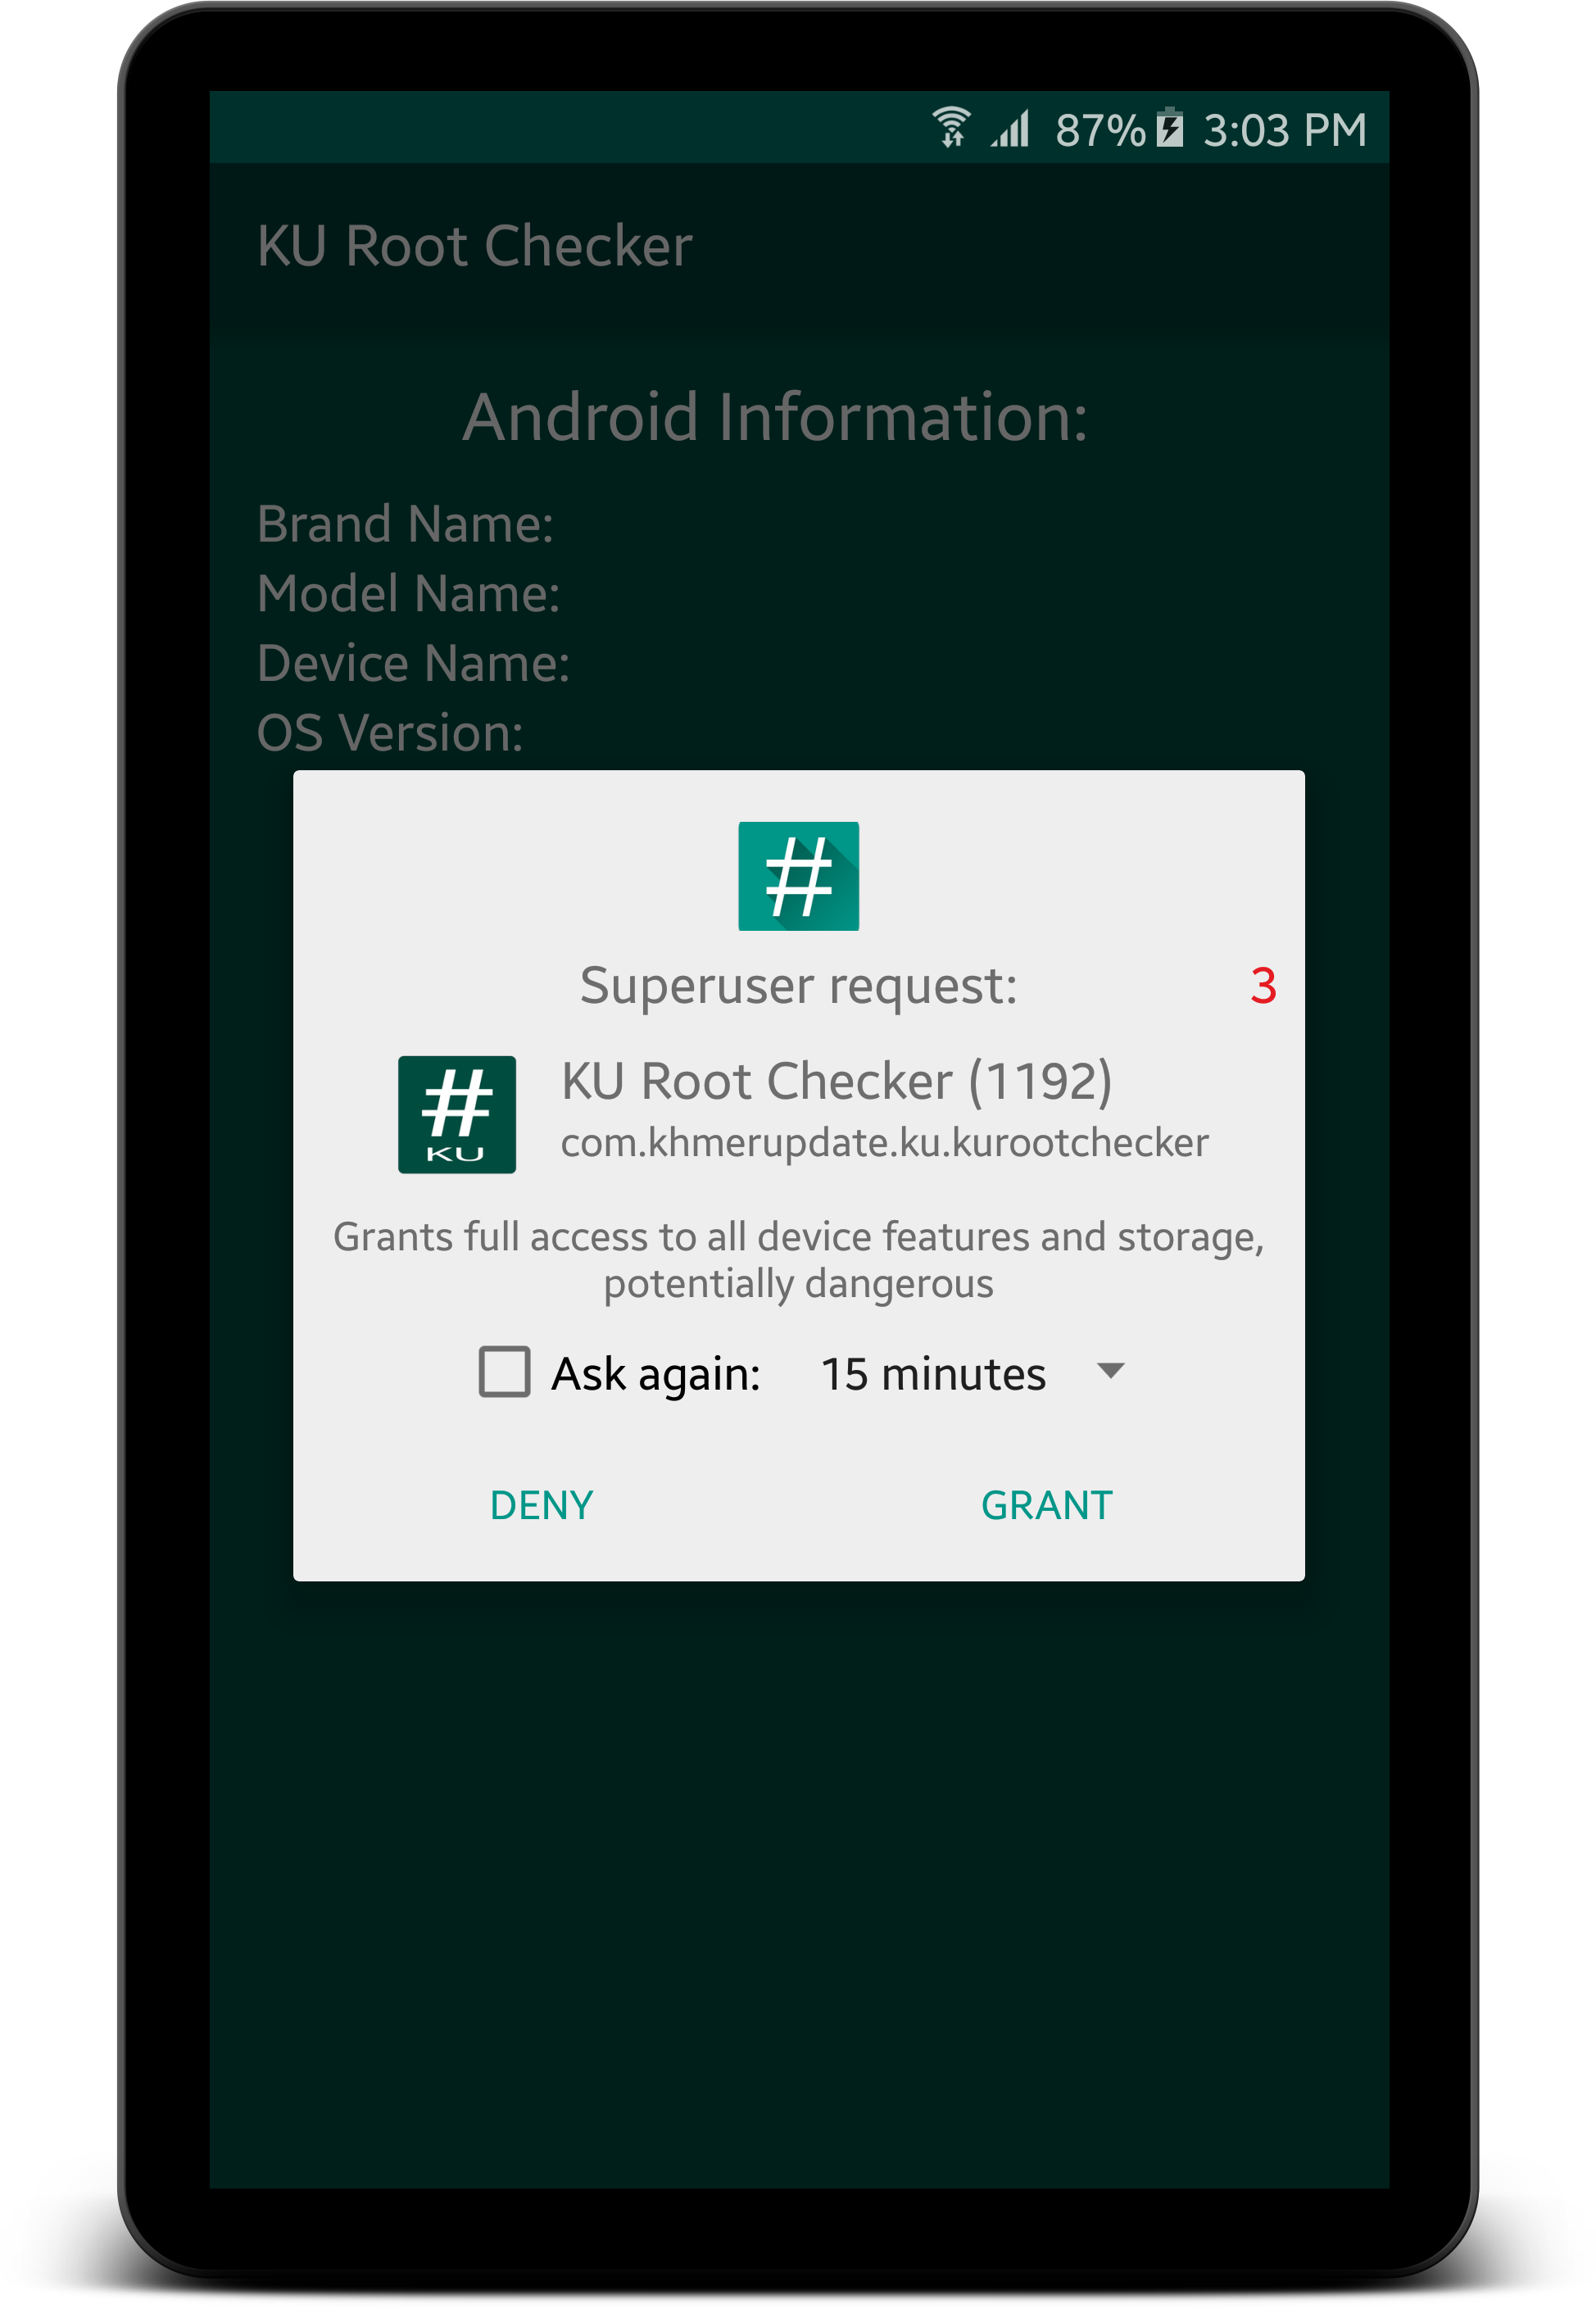 87% 3:03 PM
KU Root Checker
Android Information:
Brand Name:
Model Name:
Device Name:
OS Version:
#
Superuser request: 3
#
KU
KU Root Checker (1192)
com.khmerupdate.ku.kurootchecker
Grants full access to all device features and storage,
potentially dangerous
Ask again: 15 minutes
DENY GRANT